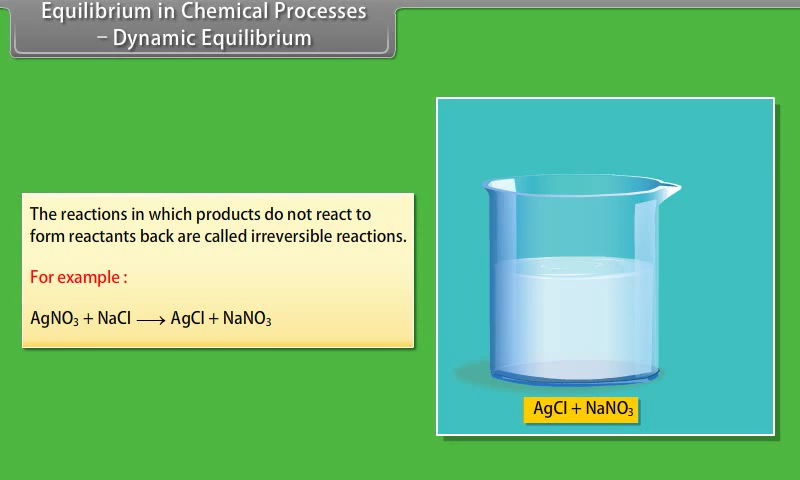 Equilibrium in Chemical Processes
– Dynamic Equilibrium
The reactions in which products do not react to
form reactants back are called irreversible reactions.
For example :
AgNO₃ + NaCl ⟶ AgCl + NaNO₃
AgCl + NaNO₃